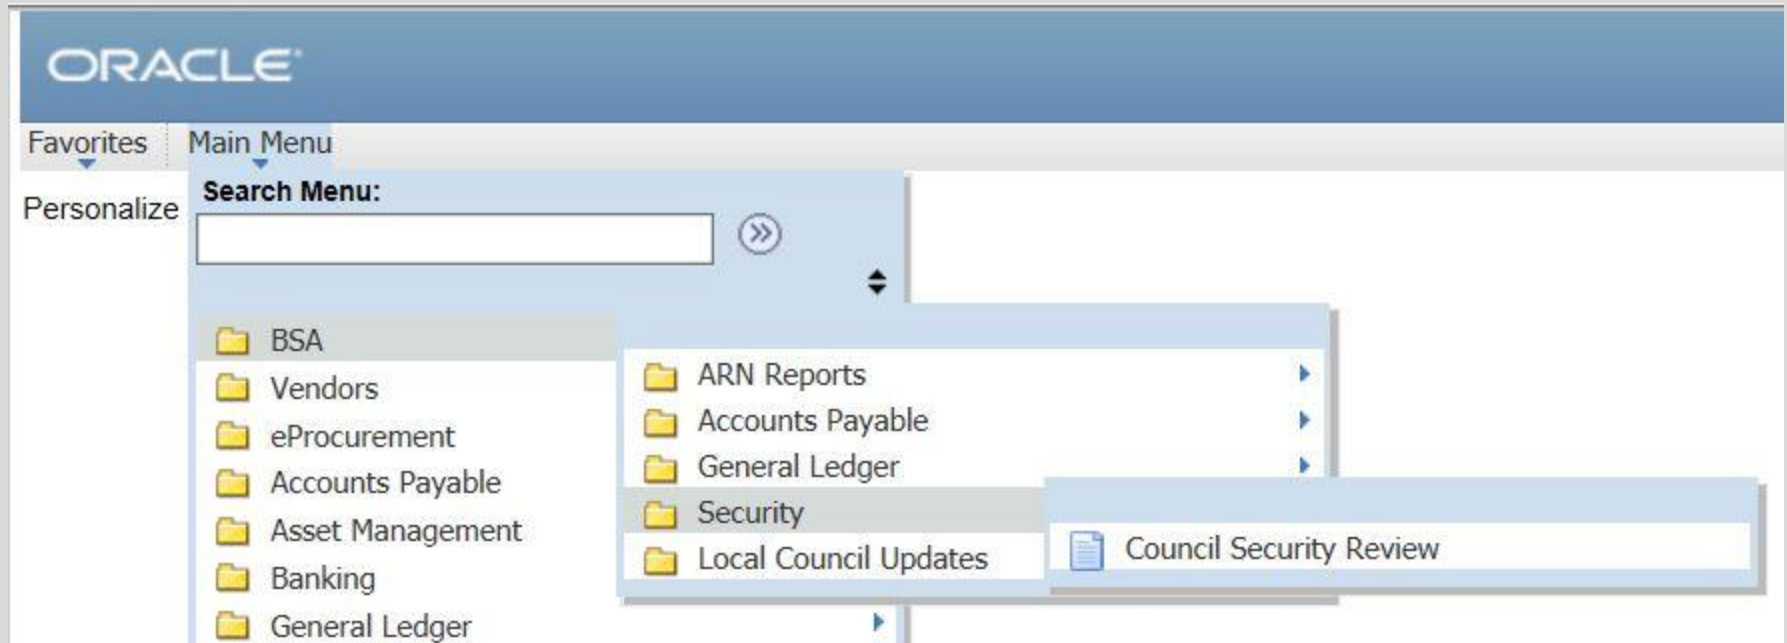 ORACLE
Favorites
Main Menu
Personalize
Search Menu:
BSA
Vendors
eProcurement
Accounts Payable
Asset Management
Banking
General Ledger
ARN Reports
Accounts Payable
General Ledger
Security
Local Council Updates
Council Security Review